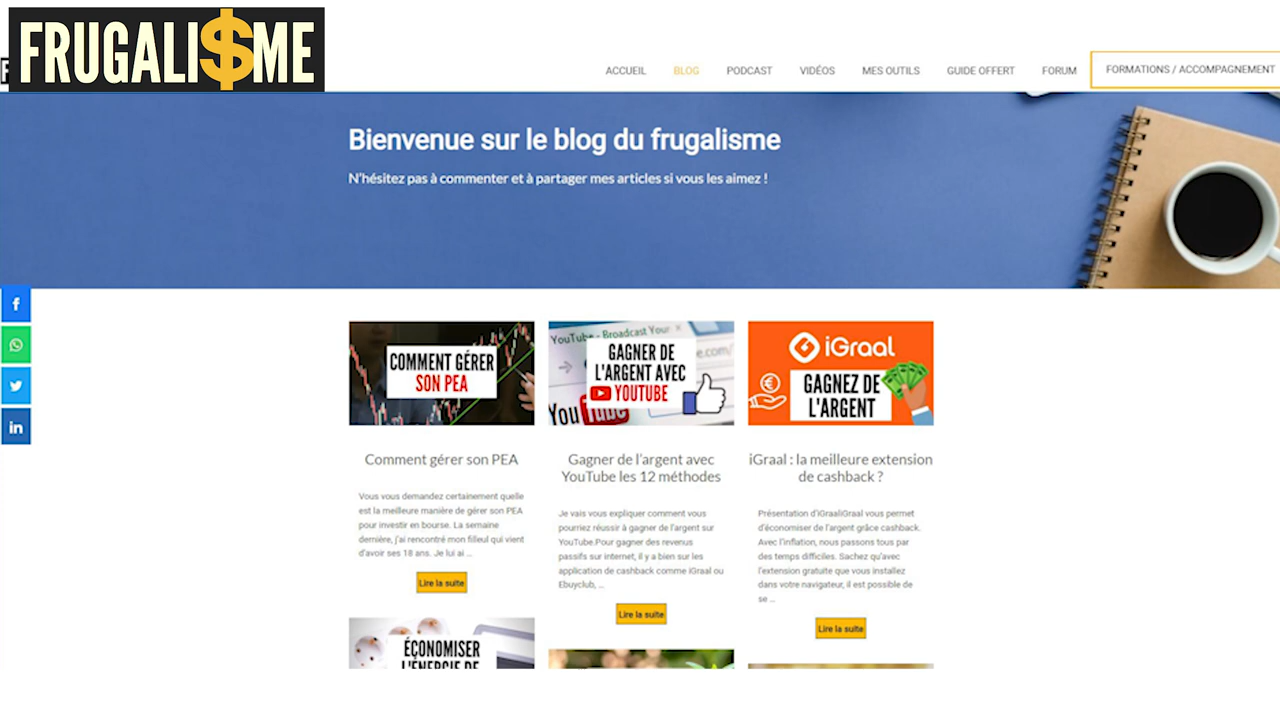 FRUGALI$ME
ACCUEIL BLOG PODCAST VIDÉOS MES OUTILS GUIDE OFFERT FORUM FORMATIONS / ACCOMPAGNEMENT
Bienvenue sur le blog du frugalisme
N'hésitez pas à commenter et à partager mes articles si vous les aimez !
COMMENT GÉRER
SON PEA
Comment gérer son PEA
Vous vous demandez certainement quelle
est la meilleure manière de gérer son PEA
pour investir en bourse. La semaine
dernière, j'ai rencontré mon filleul qui vient
d'avoir ses 18 ans. Je lui ai ...
Lire la suite
YouTube - Broadcast Your
e.com/
GAGNER DE
L'ARGENT AVEC
YOUTUBE
You Tube
Gagner de l'argent avec
YouTube les 12 méthodes
Je vais vous expliquer comment vous
pourriez réussir à gagner de l'argent sur
YouTube.Pour gagner des revenus
passifs sur internet, il y a bien sur les
application de cashback comme iGraal ou
Ebuyclub, ...
Lire la suite
iGraal
GAGNEZ DE
L'ARGENT
iGraal : la meilleure extension
de cashback ?
Présentation d'iGraaliGraal vous permet
d'économiser de l'argent grâce cashback.
Avec l'inflation, nous passons tous par
des temps difficiles. Sachez qu'avec
l'extension gratuite que vous installez
dans votre navigateur, il est possible de
se ...
Lire la suite
ÉCONOMISER
L'ÉNERGIE DE